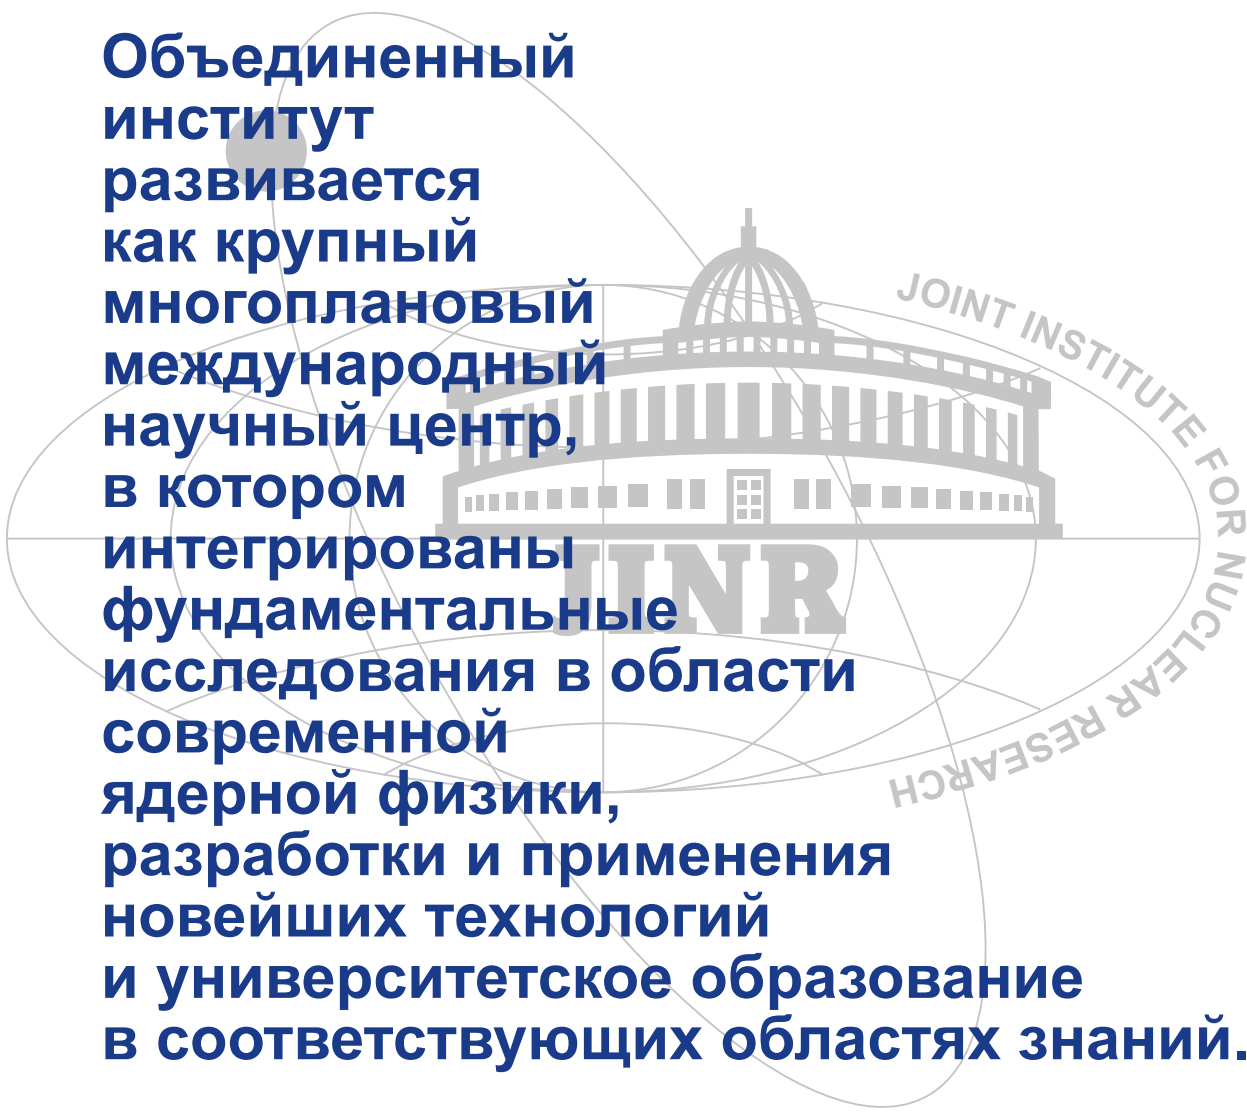 Объединенный
институт
развивается
как крупный
многоплановый
международный
научный центр,
в котором
интегрированы
фундаментальные
исследования в области
современной
ядерной физики,
разработки и применения
новейших технологий
и университетское образование
в соответствующих областях знаний.
JOINT INSTITUTE FOR NUCLEAR RESEARCH
JINR